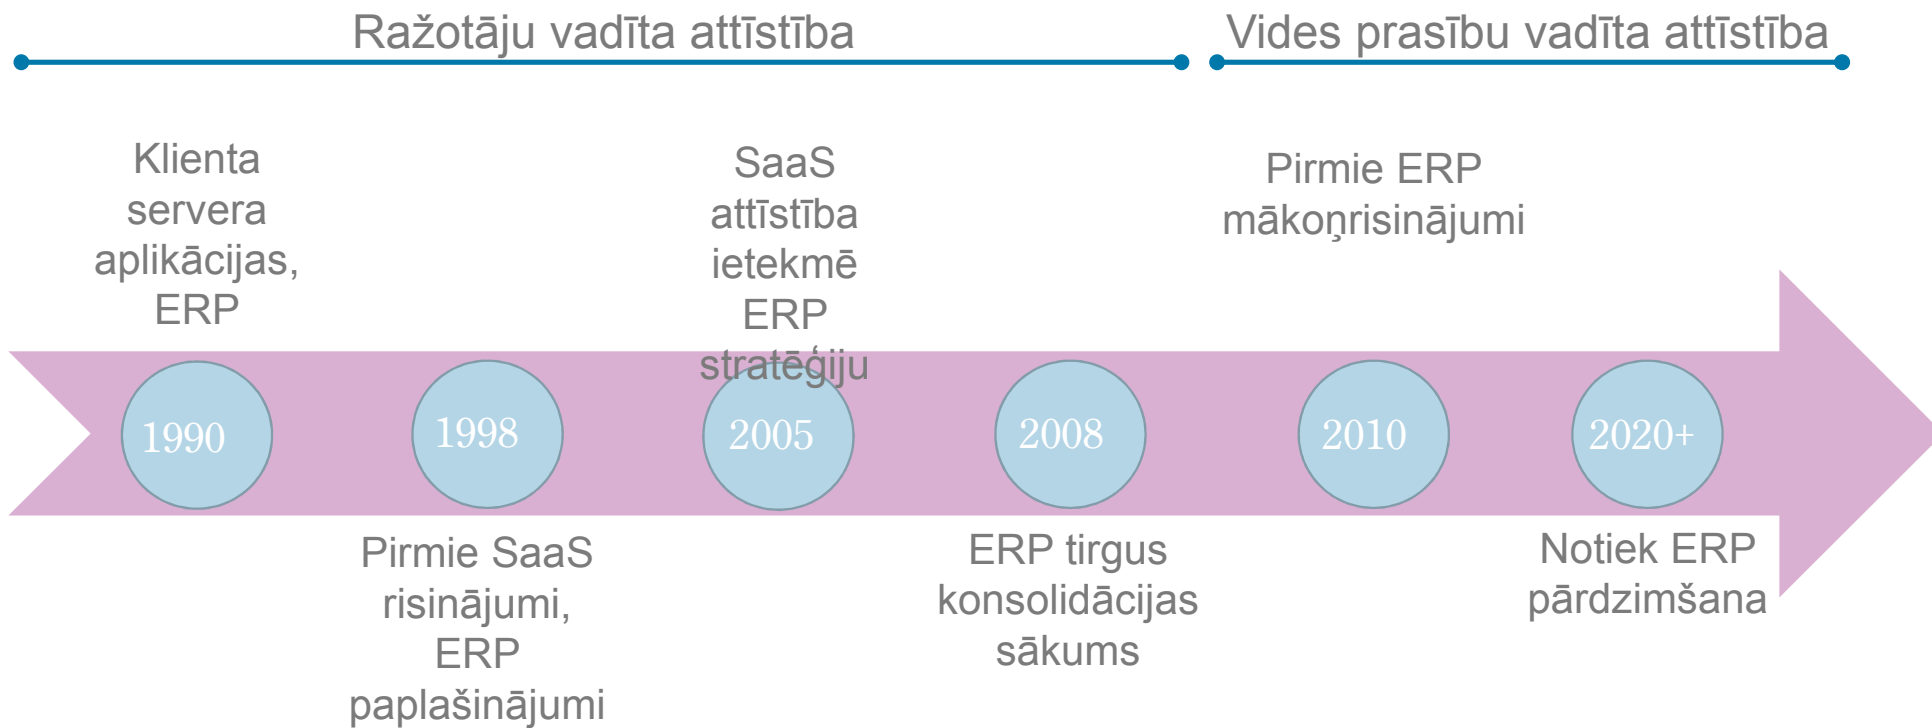 Ražotāju vadīta attīstība
Vides prasību vadīta attīstība
Klienta
servera
aplikācijas,
ERP
SaaS
attīstība
ietekmē
ERP
stratēģiju
Pirmie ERP
mākoņrisinājumi
1990
1998
2005
2008
2010
2020+
Pirmie SaaS
risinājumi,
ERP
paplašinājumi
ERP tirgus
konsolidācijas
sākums
Notiek ERP
pārdzimšana